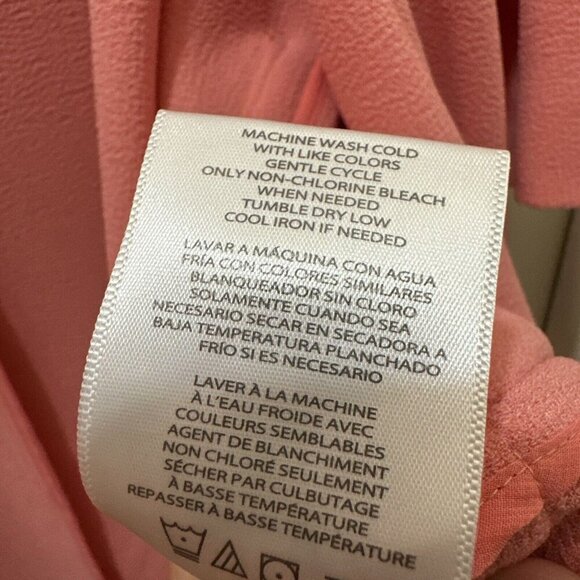 MACHINE WASH COLD
WITH LIKE COLORS
GENTLE CYCLE
ONLY NON-CHLORINE BLEACH
WHEN NEEDED
TUMBLE DRY LOW
COOL IRON IF NEEDED
LAVAR A MÁQUINA CON AGUA
FRÍA CON COLORES SIMILARES
BLANQUEADOR SIN CLORO
SOLAMENTE CUANDO SEA
NECESARIO SECAR EN SECADORA A
BAJA TEMPERATURA PLANCHADO
FRÍO SI ES NECESARIO
LAVER À LA MACHINE
À L'EAU FROIDE AVEC
COULEURS SEMBLABLES
AGENT DE BLANCHIMENT
NON CHLORÉ SEULEMENT
SÉCHER PAR CULBUTAGE
À BASSE TEMPÉRATURE
REPASSER À BASSE TEMPÉRATURE